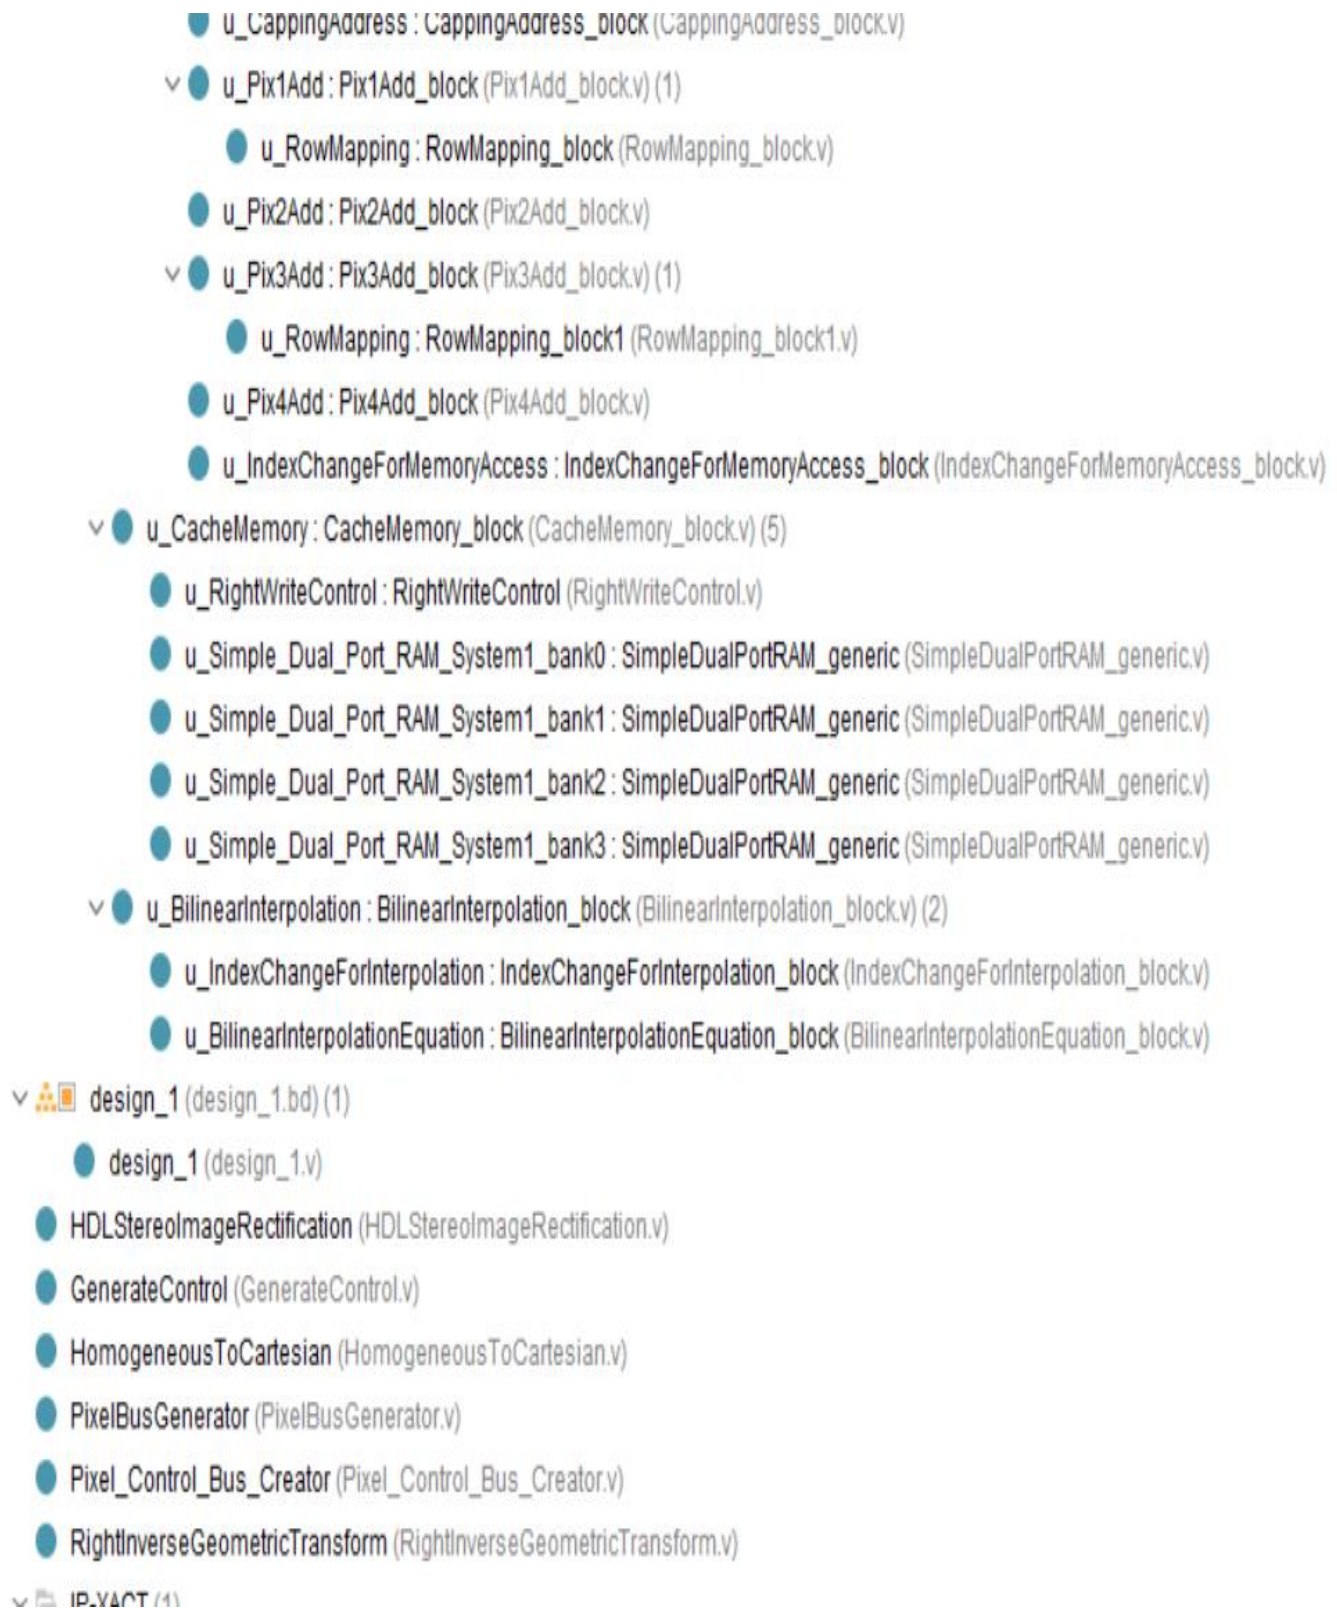 u_CappingAddress : CappingAddress_block (CappingAddress_block.v)
u_Pix1Add : Pix1Add_block (Pix1Add_block.v) (1)
u_RowMapping : RowMapping_block (RowMapping_block.v)
u_Pix2Add : Pix2Add_block (Pix2Add_block.v)
u_Pix3Add : Pix3Add_block (Pix3Add_block.v) (1)
u_RowMapping : RowMapping_block1 (RowMapping_block1.v)
u_Pix4Add : Pix4Add_block (Pix4Add_block.v)
u_IndexChangeForMemoryAccess : IndexChangeForMemoryAccess_block (IndexChangeForMemoryAccess_block.v)
u_CacheMemory : CacheMemory_block (CacheMemory_block.v) (5)
u_RightWriteControl : RightWriteControl (RightWriteControl.v)
u_Simple_Dual_Port_RAM_System1_bank0 : SimpleDualPortRAM_generic (SimpleDualPortRAM_generic.v)
u_Simple_Dual_Port_RAM_System1_bank1 : SimpleDualPortRAM_generic (SimpleDualPortRAM_generic.v)
u_Simple_Dual_Port_RAM_System1_bank2 : SimpleDualPortRAM_generic (SimpleDualPortRAM_generic.v)
u_Simple_Dual_Port_RAM_System1_bank3 : SimpleDualPortRAM_generic (SimpleDualPortRAM_generic.v)
u_BilinearInterpolation : BilinearInterpolation_block (BilinearInterpolation_block.v) (2)
u_IndexChangeForInterpolation : IndexChangeForInterpolation_block (IndexChangeForInterpolation_block.v)
u_BilinearInterpolationEquation : BilinearInterpolationEquation_block (BilinearInterpolationEquation_block.v)
design_1 (design_1.bd) (1)
design_1 (design_1.v)
HDLStereoImageRectification (HDLStereoImageRectification.v)
GenerateControl (GenerateControl.v)
HomogeneousToCartesian (HomogeneousToCartesian.v)
PixelBusGenerator (PixelBusGenerator.v)
Pixel_Control_Bus_Creator (Pixel_Control_Bus_Creator.v)
RightInverseGeometricTransform (RightInverseGeometricTransform.v)
IP-XACT (1)